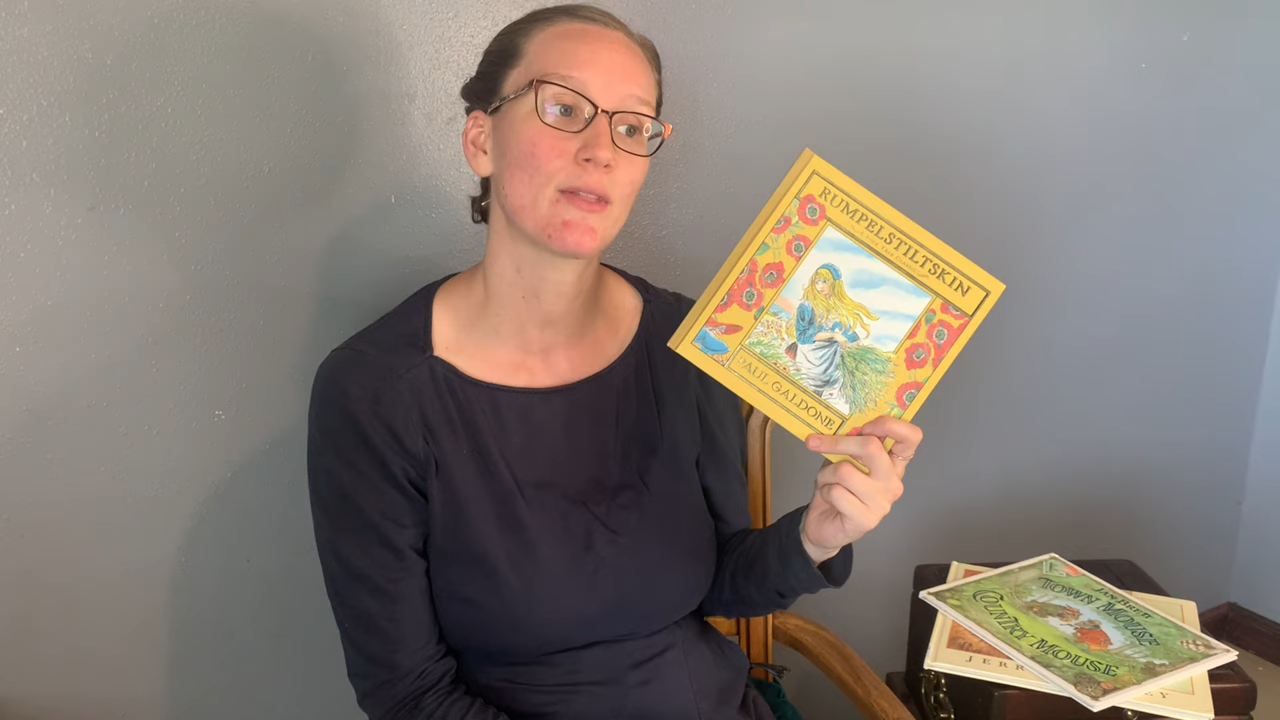 RUMPELSTILTSKIN
PAUL GALDONE
JAN BRETT
TOWN MOUSE
COUNTRY MOUSE